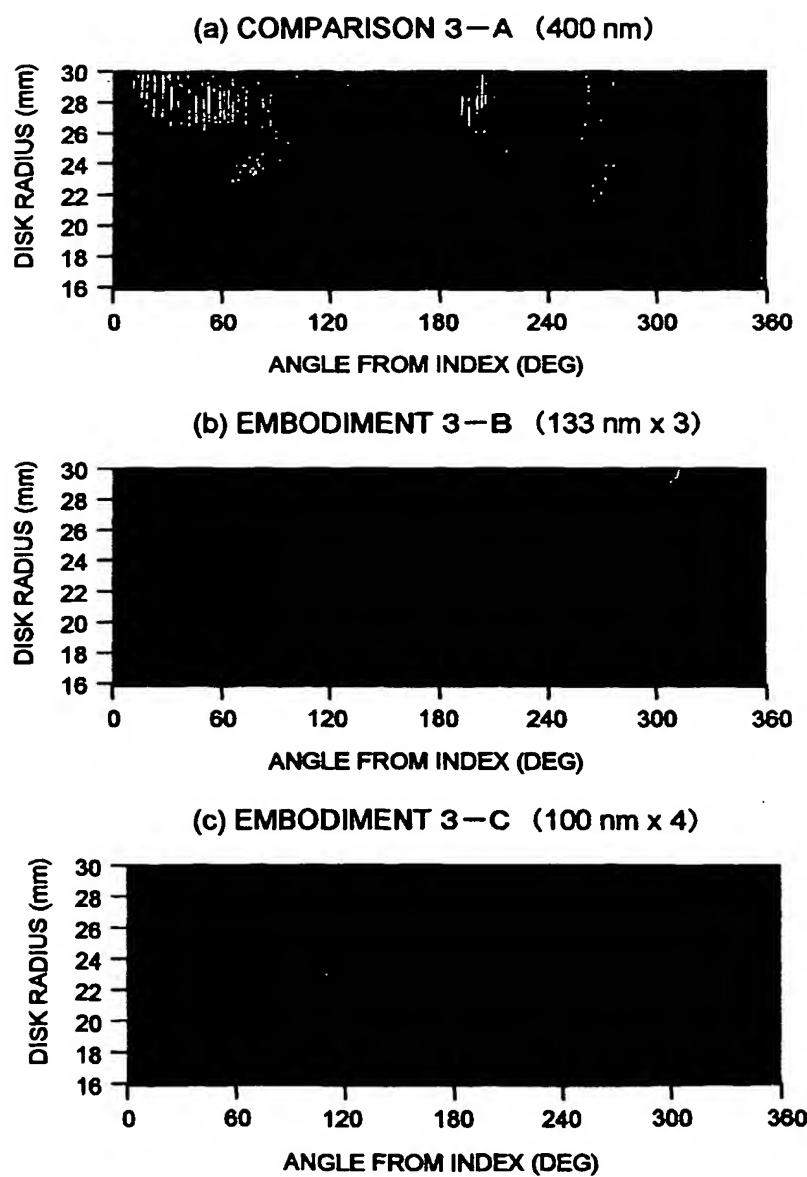 (a) COMPARISON 3—A (400 nm)
DISK RADIUS (mm)
30
28
26
24
22
20
18
16
0 60 120 180 240 300 360
ANGLE FROM INDEX (DEG)
(b) EMBODIMENT 3—B (133 nm x 3)
DISK RADIUS (mm)
30
28
26
24
22
20
18
16
0 60 120 180 240 300 360
ANGLE FROM INDEX (DEG)
(c) EMBODIMENT 3—C (100 nm x 4)
DISK RADIUS (mm)
30
28
26
24
22
20
18
16
0 60 120 180 240 300 360
ANGLE FROM INDEX (DEG)